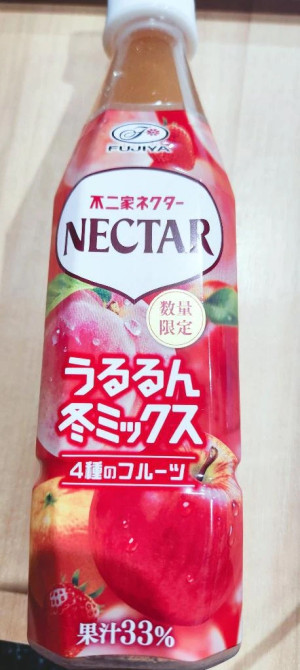 F
FUJIYA
不二家ネクター
NECTAR
数量
限定
うるるん
冬ミックス
4種のフルーツ
果汁33%